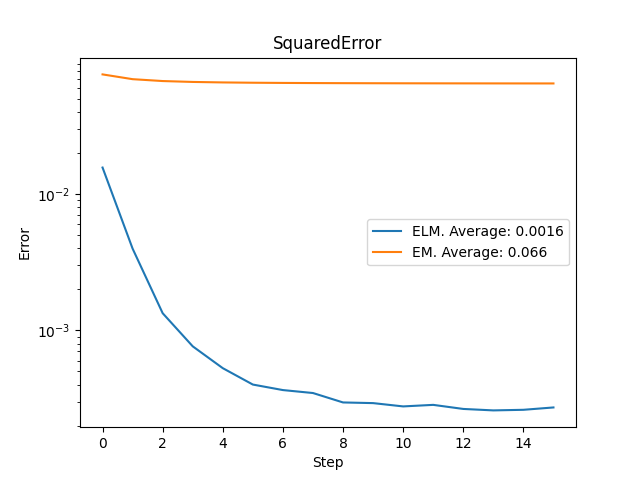 SquaredError
Error
10⁻²
10⁻³
ELM. Average: 0.0016
EM. Average: 0.066
0 2 4 6 8 10 12 14
Step